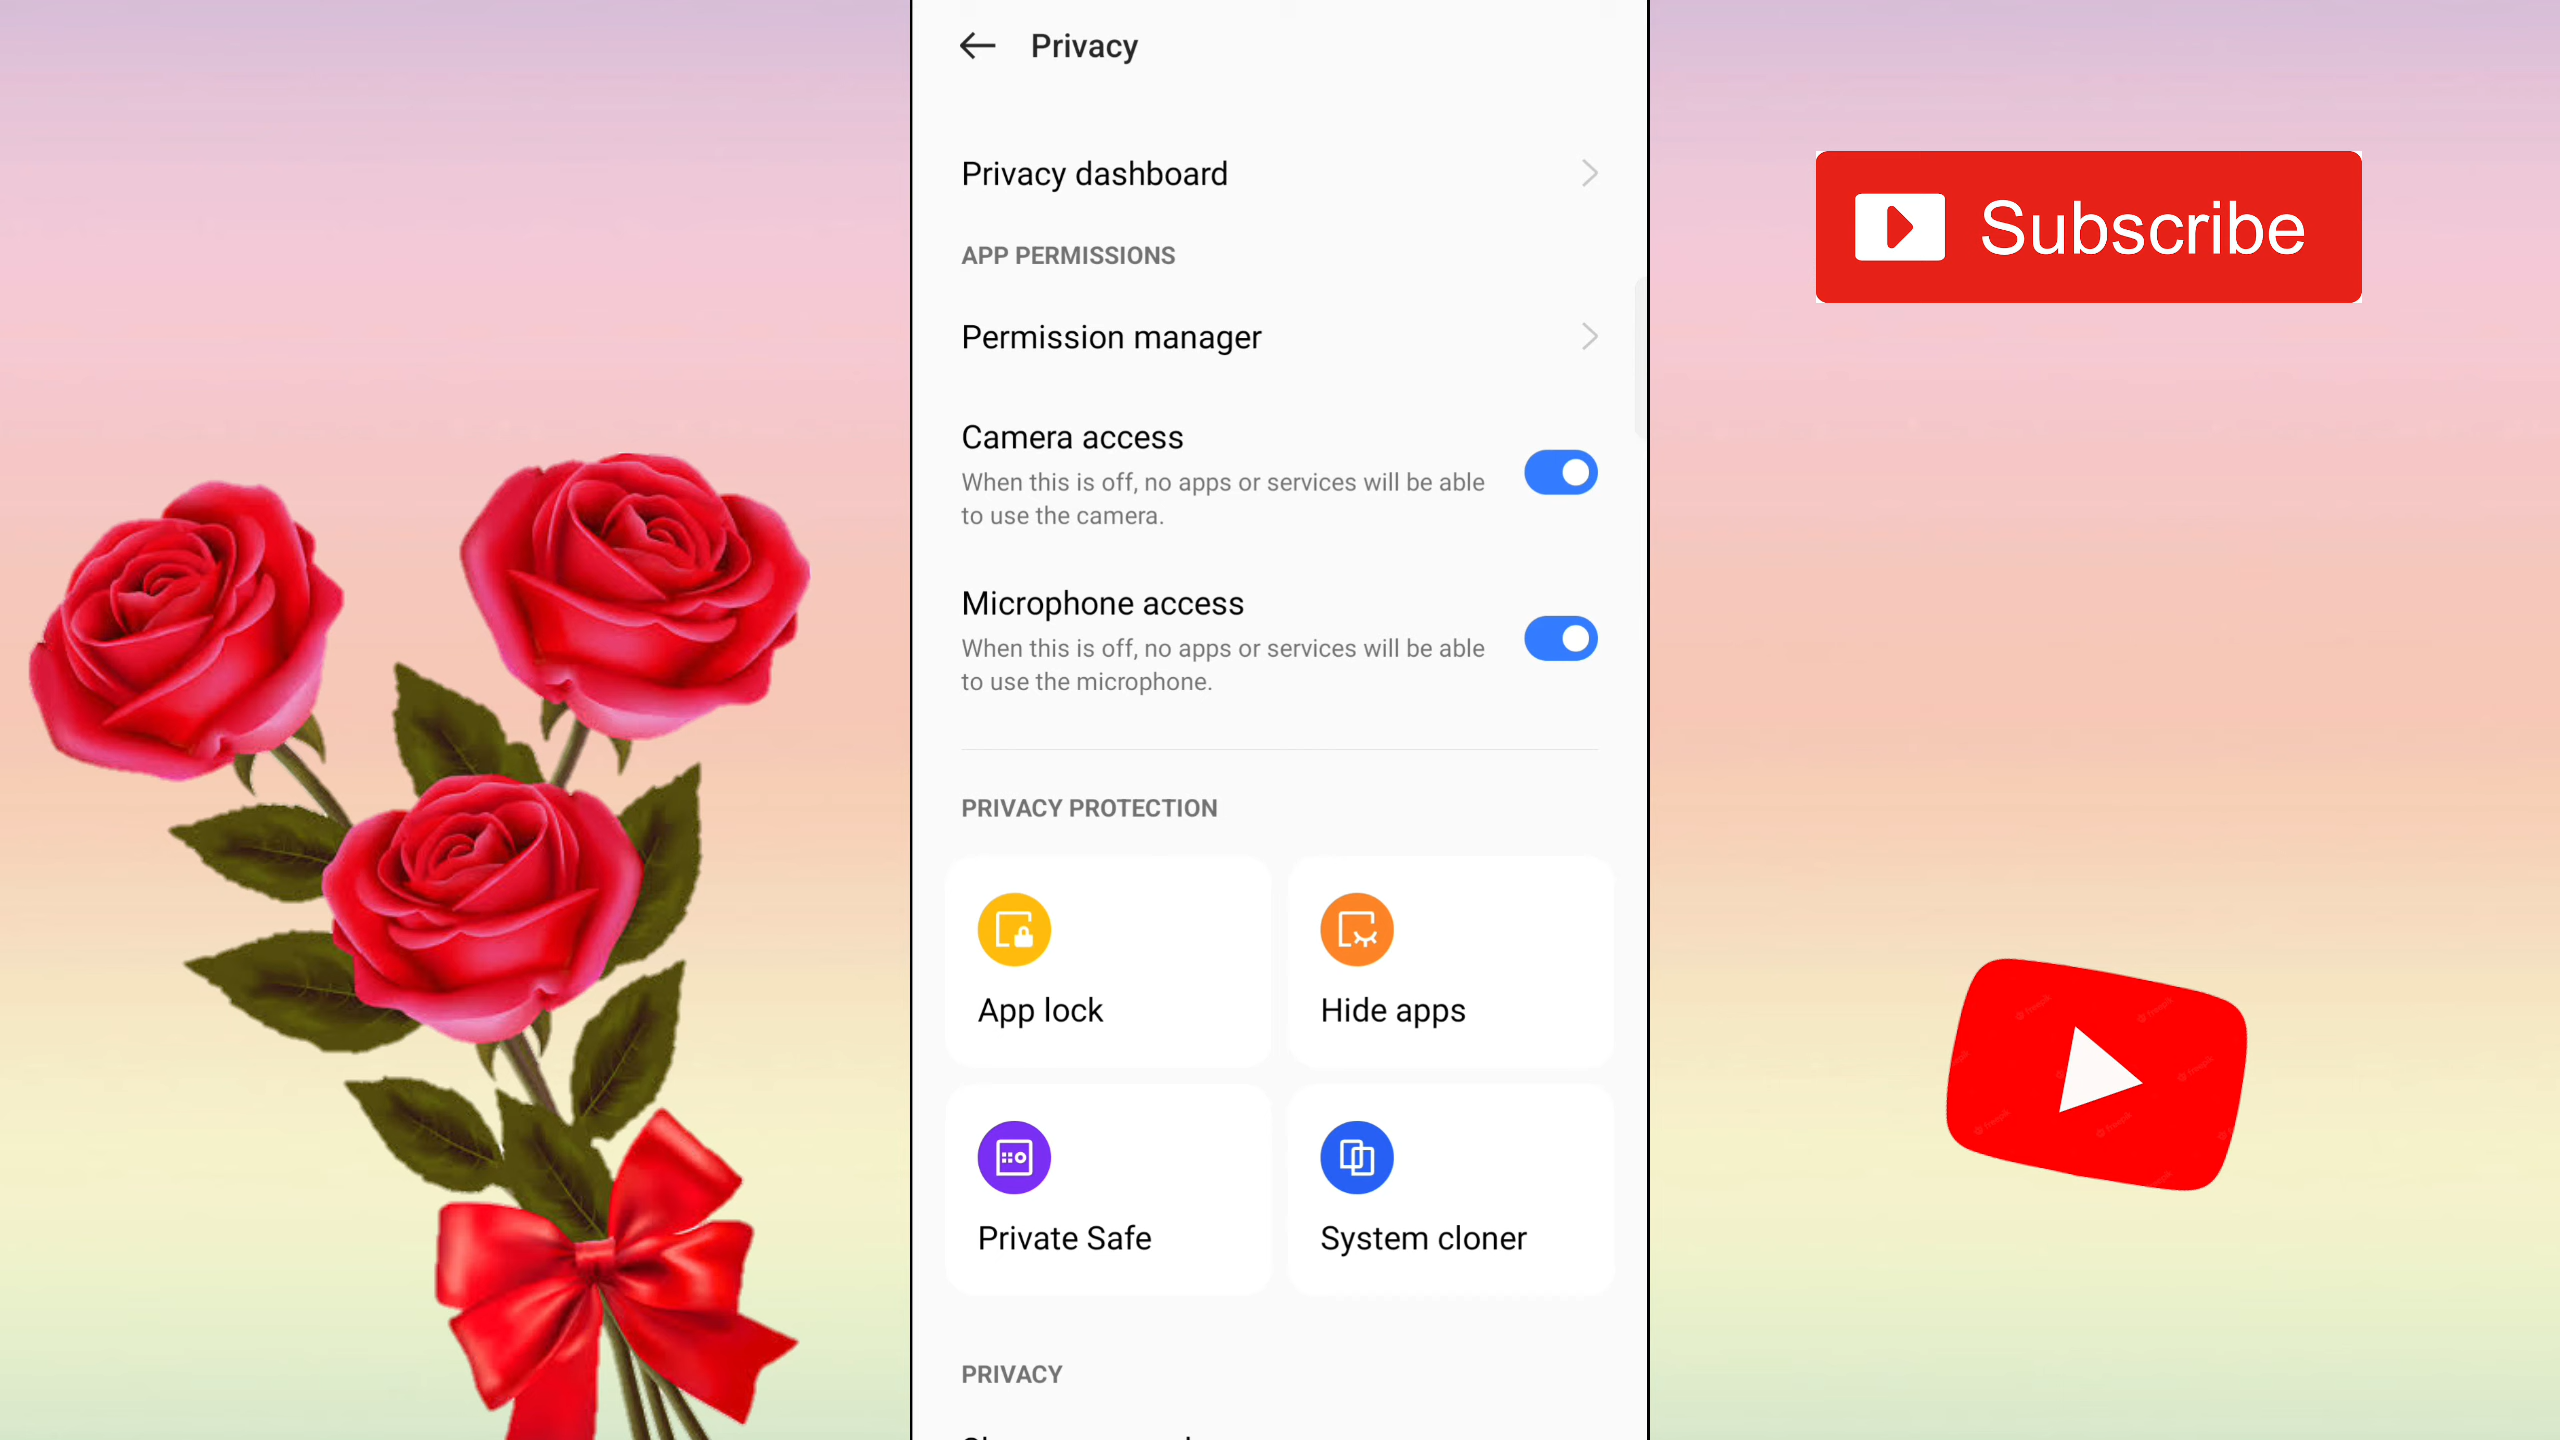 Privacy
Privacy dashboard
APP PERMISSIONS
Permission manager
Camera access
When this is off, no apps or services will be able
to use the camera.
Microphone access
When this is off, no apps or services will be able
to use the microphone.
PRIVACY PROTECTION
App lock
Hide apps
Private Safe
System cloner
PRIVACY
Subscribe